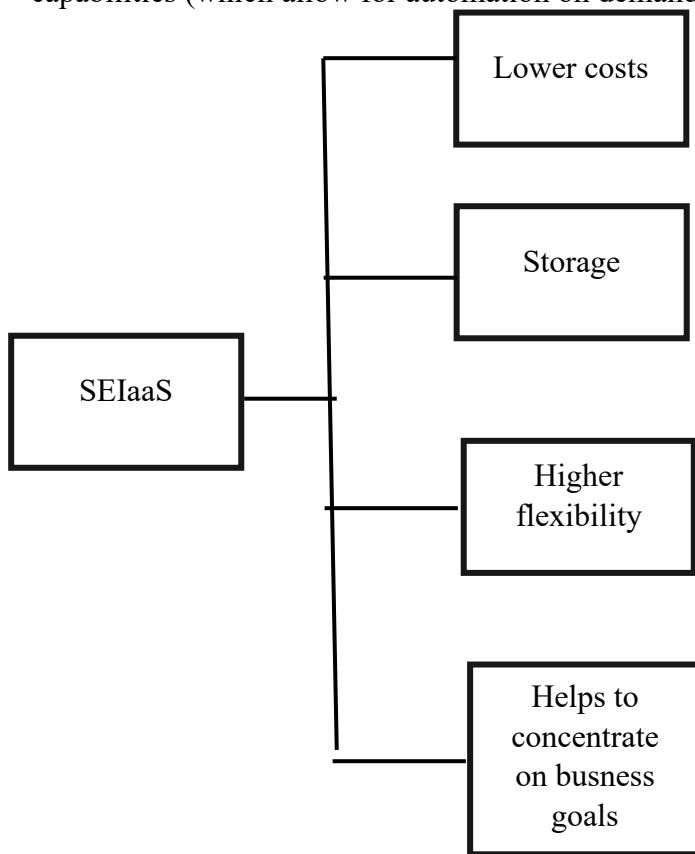 capabilities (which allow for automation on demand
Lower costs
Storage
SEIaaS
Higher
flexibility
Helps to
concentrate
on busness
goals